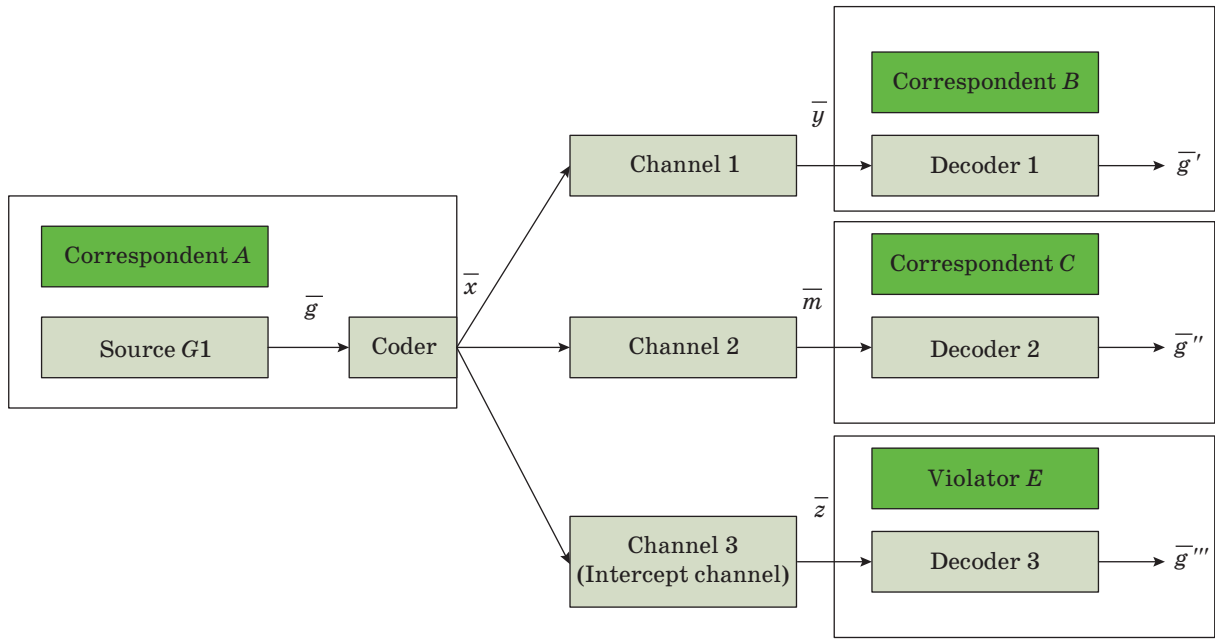 Correspondent A
Source G1
g̅
Coder
x̅
Channel 1
Channel 2
Channel 3
(Intercept channel)
y̅
Correspondent B
Decoder 1
g̅′
m̅
Correspondent C
Decoder 2
g̅″
z̅
Violator E
Decoder 3
g̅‴